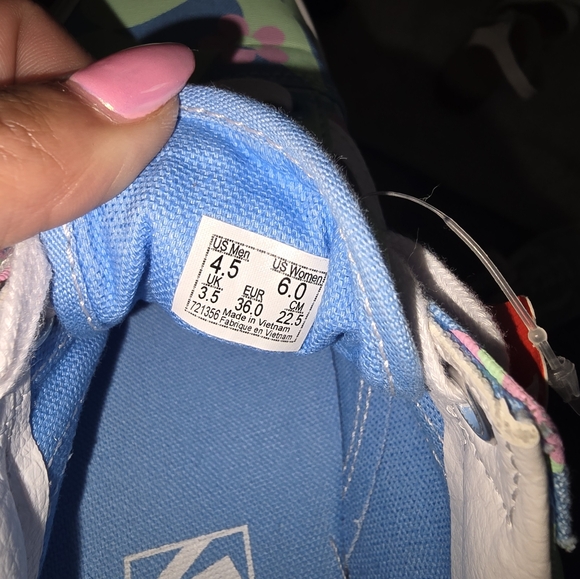 US Men US Women
4.5 6.0
UK EUR CM
3.5 36.0 22.5
721356 Made in Vietnam
Fabrique en Vietnam